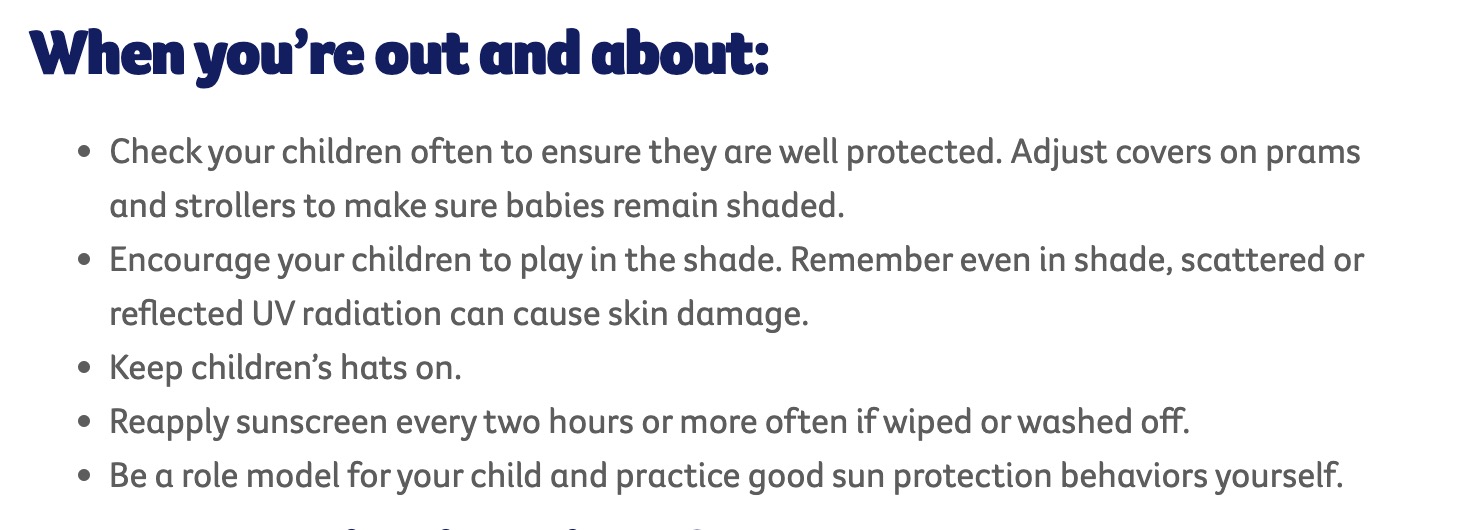 When you’re out and about:
• Check your children often to ensure they are well protected. Adjust covers on prams
and strollers to make sure babies remain shaded.
• Encourage your children to play in the shade. Remember even in shade, scattered or
reflected UV radiation can cause skin damage.
• Keep children’s hats on.
• Reapply sunscreen every two hours or more often if wiped or washed off.
• Be a role model for your child and practice good sun protection behaviors yourself.